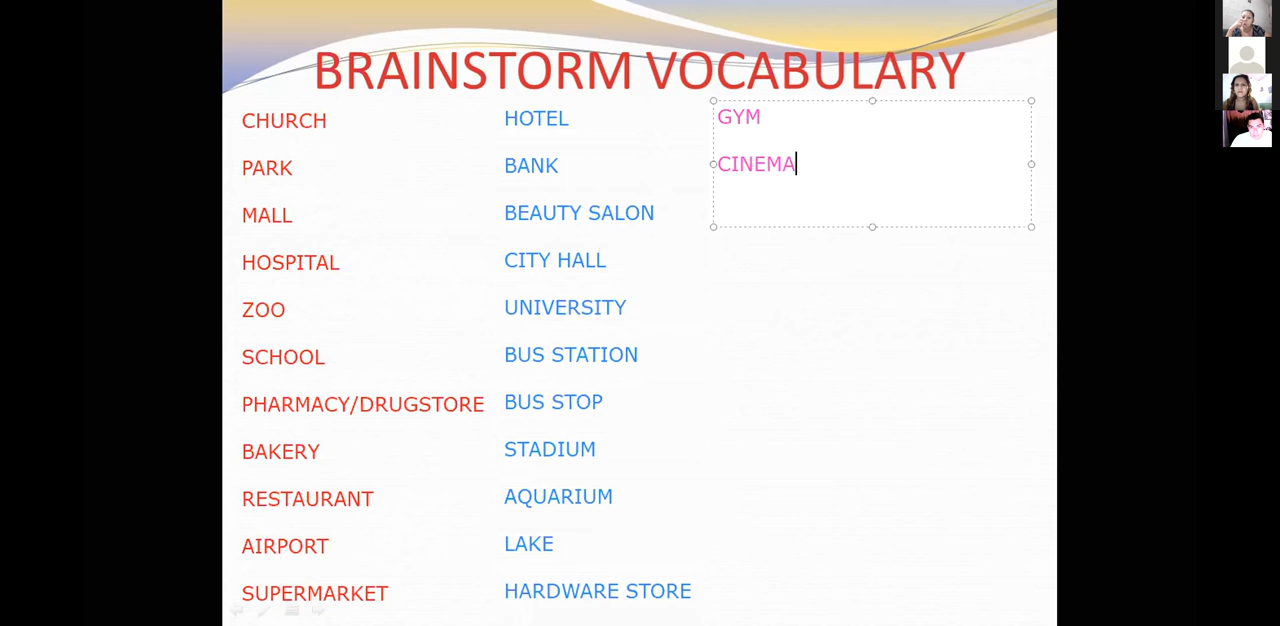 BRAINSTORM VOCABULARY
CHURCH
PARK
MALL
HOSPITAL
ZOO
SCHOOL
PHARMACY/DRUGSTORE
BAKERY
RESTAURANT
AIRPORT
SUPERMARKET
HOTEL
BANK
BEAUTY SALON
CITY HALL
UNIVERSITY
BUS STATION
BUS STOP
STADIUM
AQUARIUM
LAKE
HARDWARE STORE
GYM
CINEMA